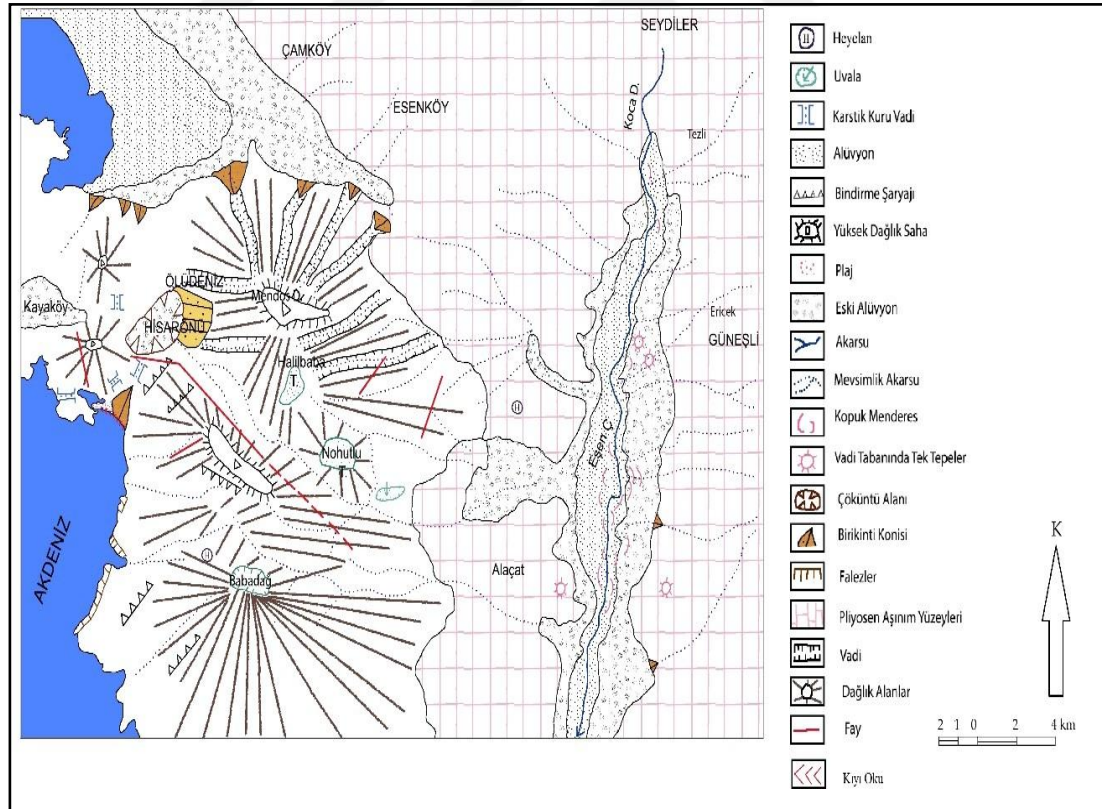 SEYDİLER
ÇAMKÖY
ESENKÖY
Koca D.
Tezli
ÖLÜDENİZ
Mendos D.
Kayaköy
HİSARÖNÜ
Ericek
GÜNEŞLİ
Halilbaba
T.
Eşen Ç.
Nohutlu
T.
AKDENİZ
Alaçat
Babadağ
Heyelan
Uvala
Karstik Kuru Vadi
Alüvyon
Bindirme Şaryajı
Yüksek Dağlık Saha
Plaj
Eski Alüvyon
Akarsu
Mevsimlik Akarsu
Kopuk Menderes
Vadi Tabanında Tek Tepeler
Çöküntü Alanı
Birikinti Konisi
Falezler
Pliyosen Aşınım Yüzeyleri
Vadi
Dağlık Alanlar
Fay
Kıyı Oku
K
2 1 0 2 4 km